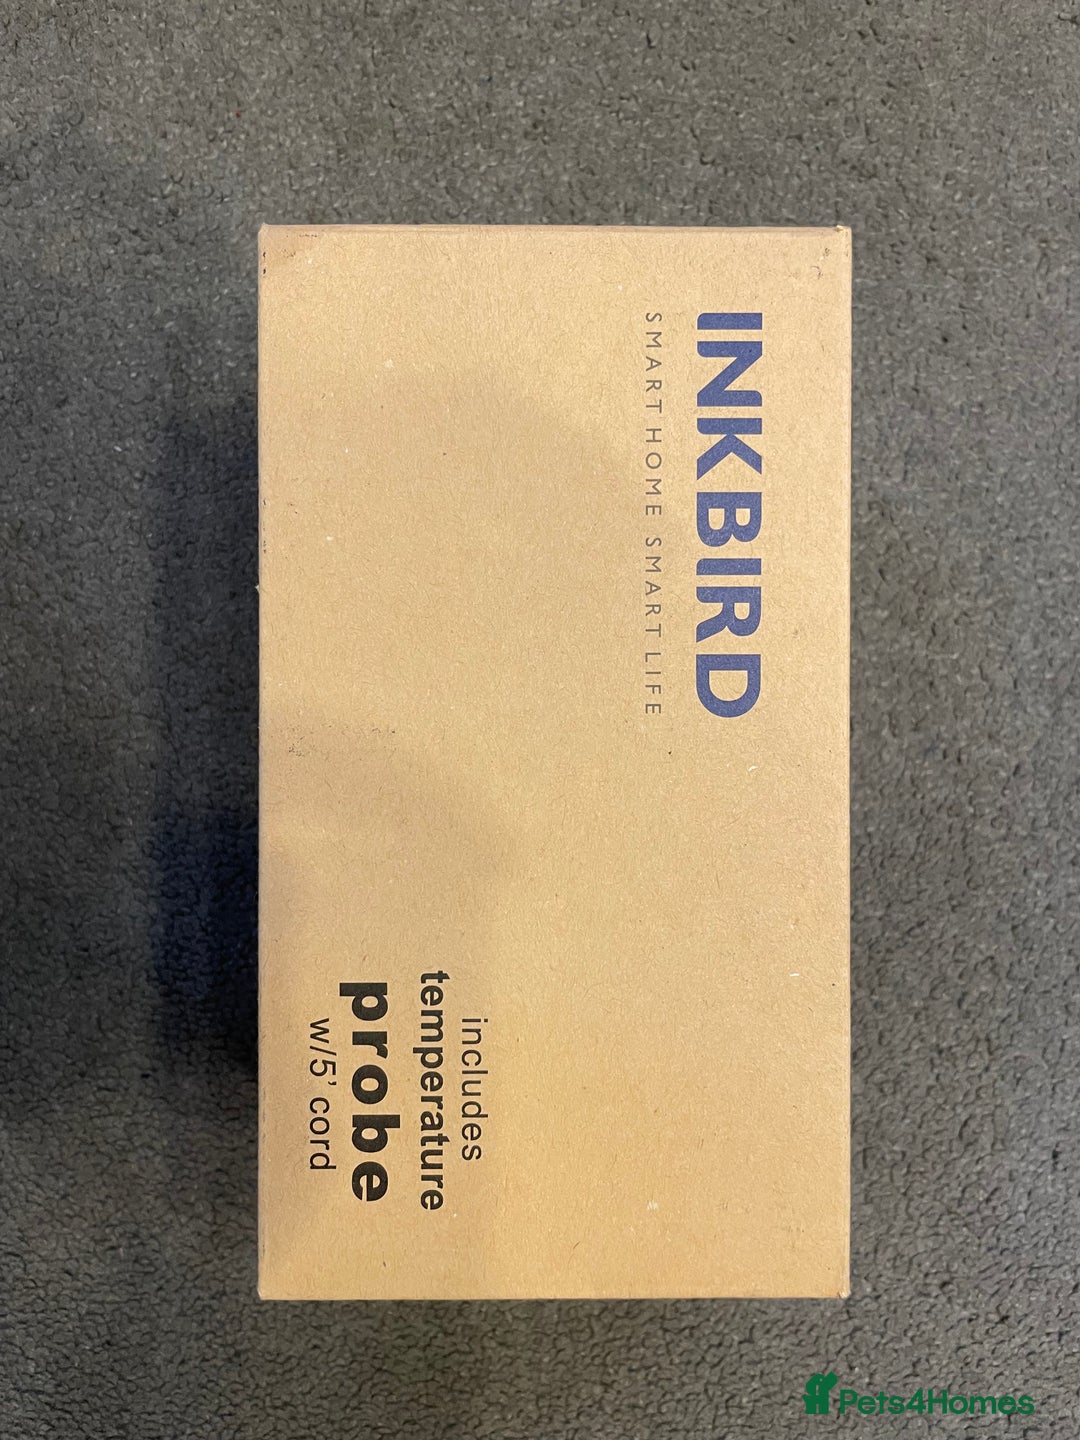 INKBIRD
SMART HOME SMART LIFE
includes
temperature
probe
w/5' cord
Pets4Homes